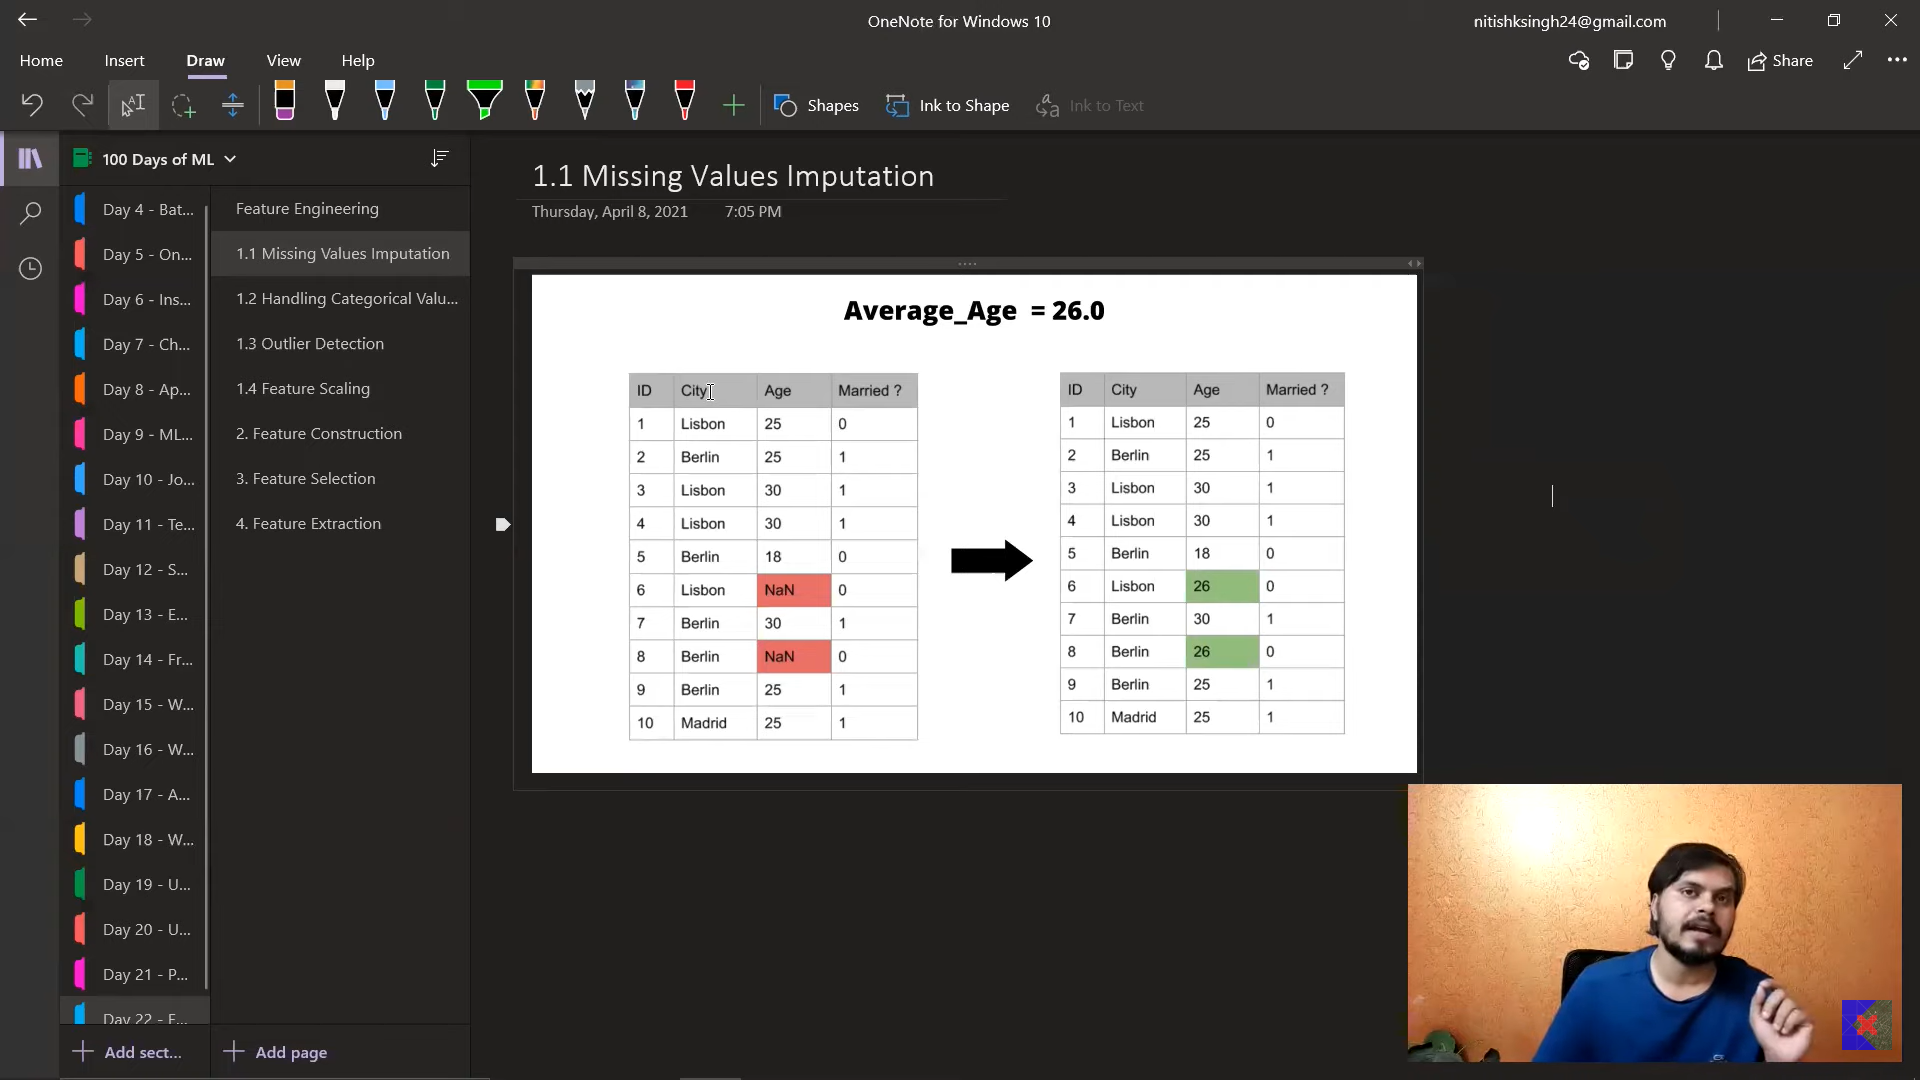 OneNote for Windows 10
nitishksingh24@gmail.com
Home
Insert
Draw
View
Help
Share
Shapes
Ink to Shape
Ink to Text
100 Days of ML
Day 4 - Bat...
Day 5 - On...
Day 6 - Ins...
Day 7 - Ch...
Day 8 - Ap...
Day 9 - ML...
Day 10 - Jo...
Day 11 - Te...
Day 12 - S...
Day 13 - E...
Day 14 - Fr...
Day 15 - W...
Day 16 - W...
Day 17 - A...
Day 18 - W...
Day 19 - U...
Day 20 - U...
Day 21 - P...
Day 22 - F...
Add sect...
Feature Engineering
1.1 Missing Values Imputation
1.2 Handling Categorical Valu...
1.3 Outlier Detection
1.4 Feature Scaling
2. Feature Construction
3. Feature Selection
4. Feature Extraction
Add page
1.1 Missing Values Imputation
Thursday, April 8, 2021 7:05 PM
Average_Age = 26.0
ID City Age Married ?
1 Lisbon 25 0
2 Berlin 25 1
3 Lisbon 30 1
4 Lisbon 30 1
5 Berlin 18 0
6 Lisbon NaN 0
7 Berlin 30 1
8 Berlin NaN 0
9 Berlin 25 1
10 Madrid 25 1
ID City Age Married ?
1 Lisbon 25 0
2 Berlin 25 1
3 Lisbon 30 1
4 Lisbon 30 1
5 Berlin 18 0
6 Lisbon 26 0
7 Berlin 30 1
8 Berlin 26 0
9 Berlin 25 1
10 Madrid 25 1